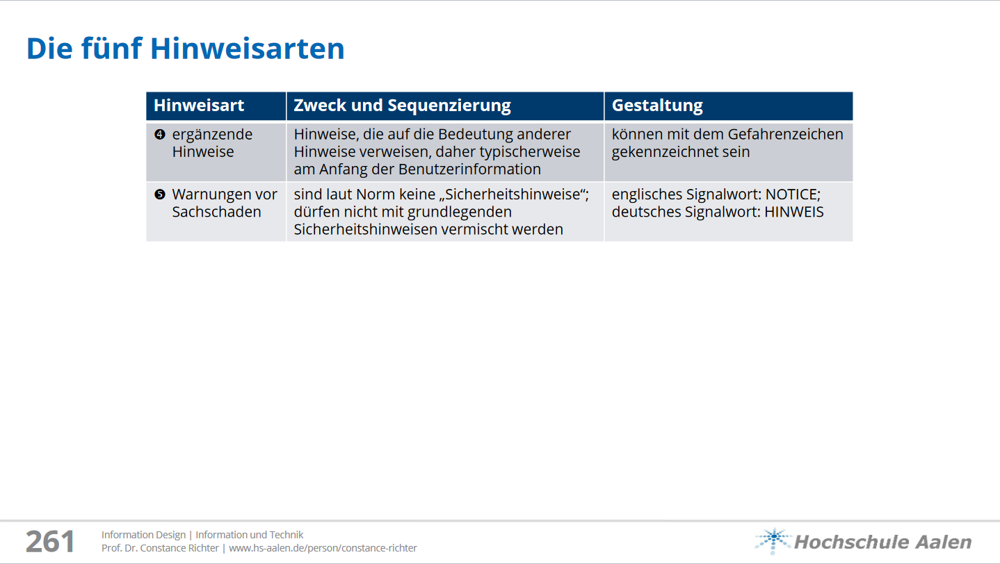 Die fünf Hinweisarten
Hinweisart
Zweck und Sequenzierung
Gestaltung
❹ ergänzende
Hinweise
Hinweise, die auf die Bedeutung anderer
Hinweise verweisen, daher typischerweise
am Anfang der Benutzerinformation
können mit dem Gefahrenzeichen
gekennzeichnet sein
❺ Warnungen vor
Sachschaden
sind laut Norm keine „Sicherheitshinweise“;
dürfen nicht mit grundlegenden
Sicherheitshinweisen vermischt werden
englisches Signalwort: NOTICE;
deutsches Signalwort: HINWEIS
261
Information Design | Information und Technik
Prof. Dr. Constance Richter | www.hs-aalen.de/person/constance-richter
Hochschule Aalen